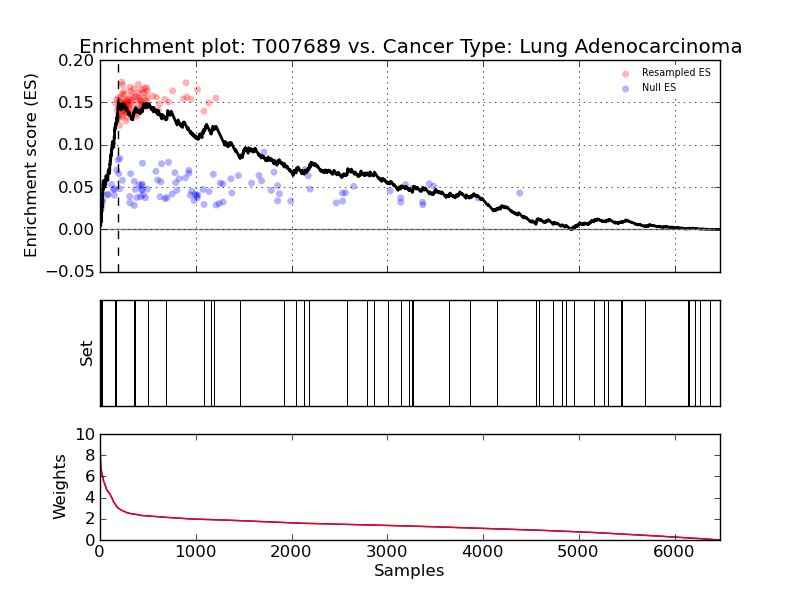 Enrichment plot: T007689 vs. Cancer Type: Lung Adenocarcinoma
Enrichment score (ES)
0.20
0.15
0.10
0.05
0.00
−0.05
Resampled ES
Null ES
Set
Weights
10
8
6
4
2
0
0 1000 2000 3000 4000 5000 6000
Samples